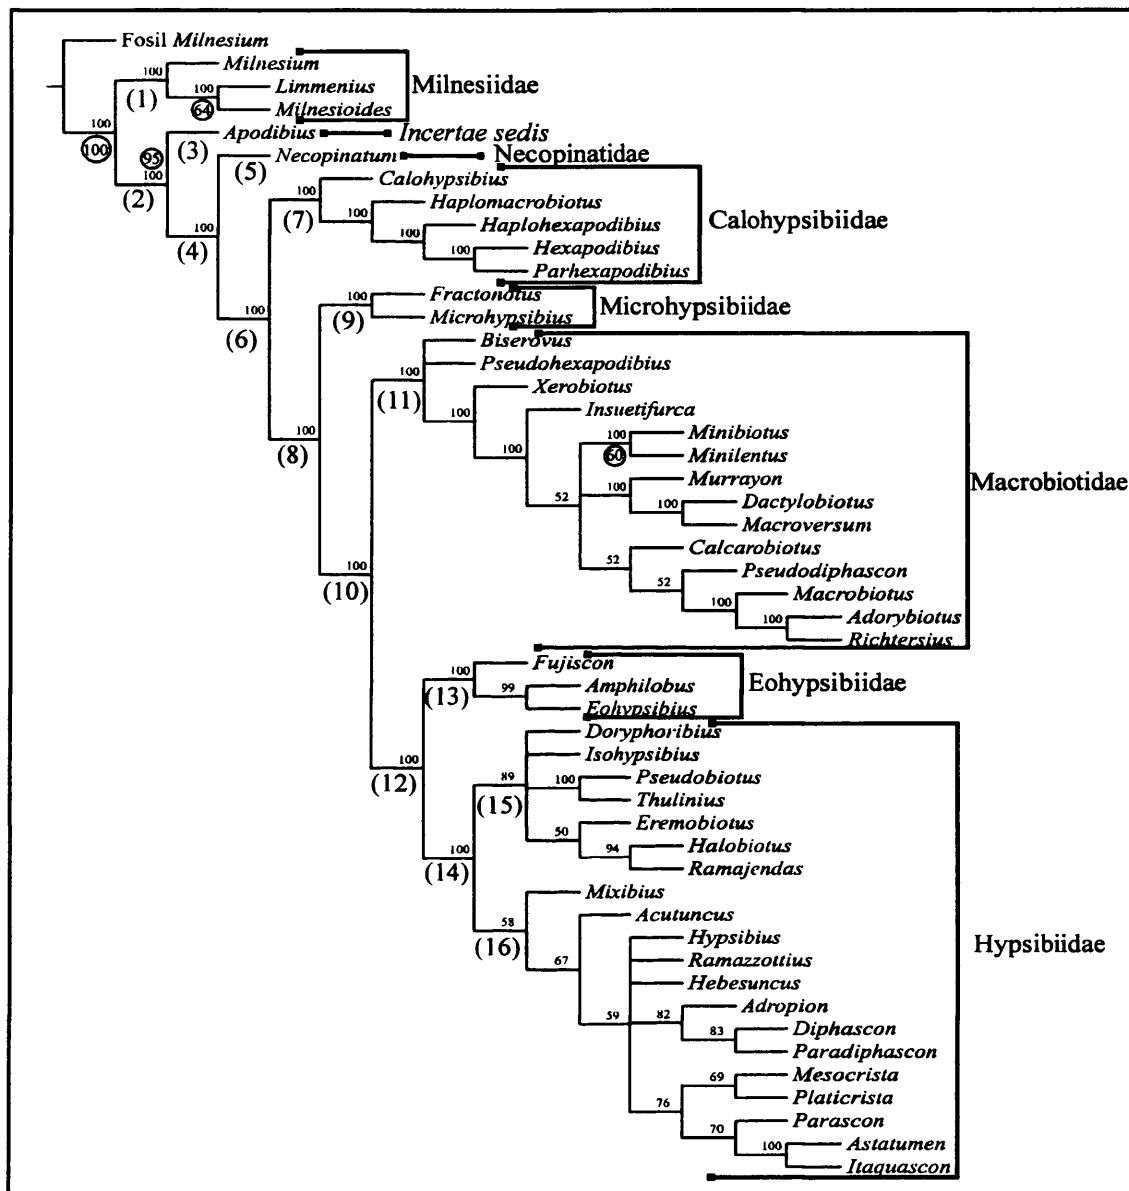 Fosil Milnesium
100 Milnesium
(1) 100 Limmenius Milnesiidae
64 Milnesioides
100 100 95 Apodibius Incertae sedis
(3)
100 Necopinatum Necopinatidae
(2) (5)
100 Calohypsibius
(7) 100 Haplomacrobiotus
100 Haplohexapodibius Calohypsibiidae
(4) 100 100 Hexapodibius
Parhexapodibius
100 Fractonotus
(9) Microhypsibius Microhypsibiidae
(6) 100
Biserovus
Pseudohexapodibius
100 Xerobiotus
(11) 100 Insuetifurca
100 100 Minibiotus
(8) 100 60 Minilentus
100 Murrayon Macrobiotidae
52 100 Dactylobiotus
Macroversum
52 Calcarobiotus
100 52 Pseudodiphascon
(10) 100 Macrobiotus
100 Adorybiotus
Richtersius
100 Fujiscon
(13) 99 Amphilobus Eohypsibiidae
Eohypsibius
Doryphoribius
100 Isohypsibius
(12) 89 100 Pseudobiotus
(15) Thulinius
50 Eremobiotus
100 94 Halobiotus
(14) Ramajendas
58 Mixibius
(16) Acutuncus
67 Hypsibius Hypsibiidae
Ramazzottius
Hebesuncus
59 82 Adropion
83 Diphascon
Paradiphascon
69 Mesocrista
76 Platicrista
70 Parascon
100 Astatumen
Itaquascon